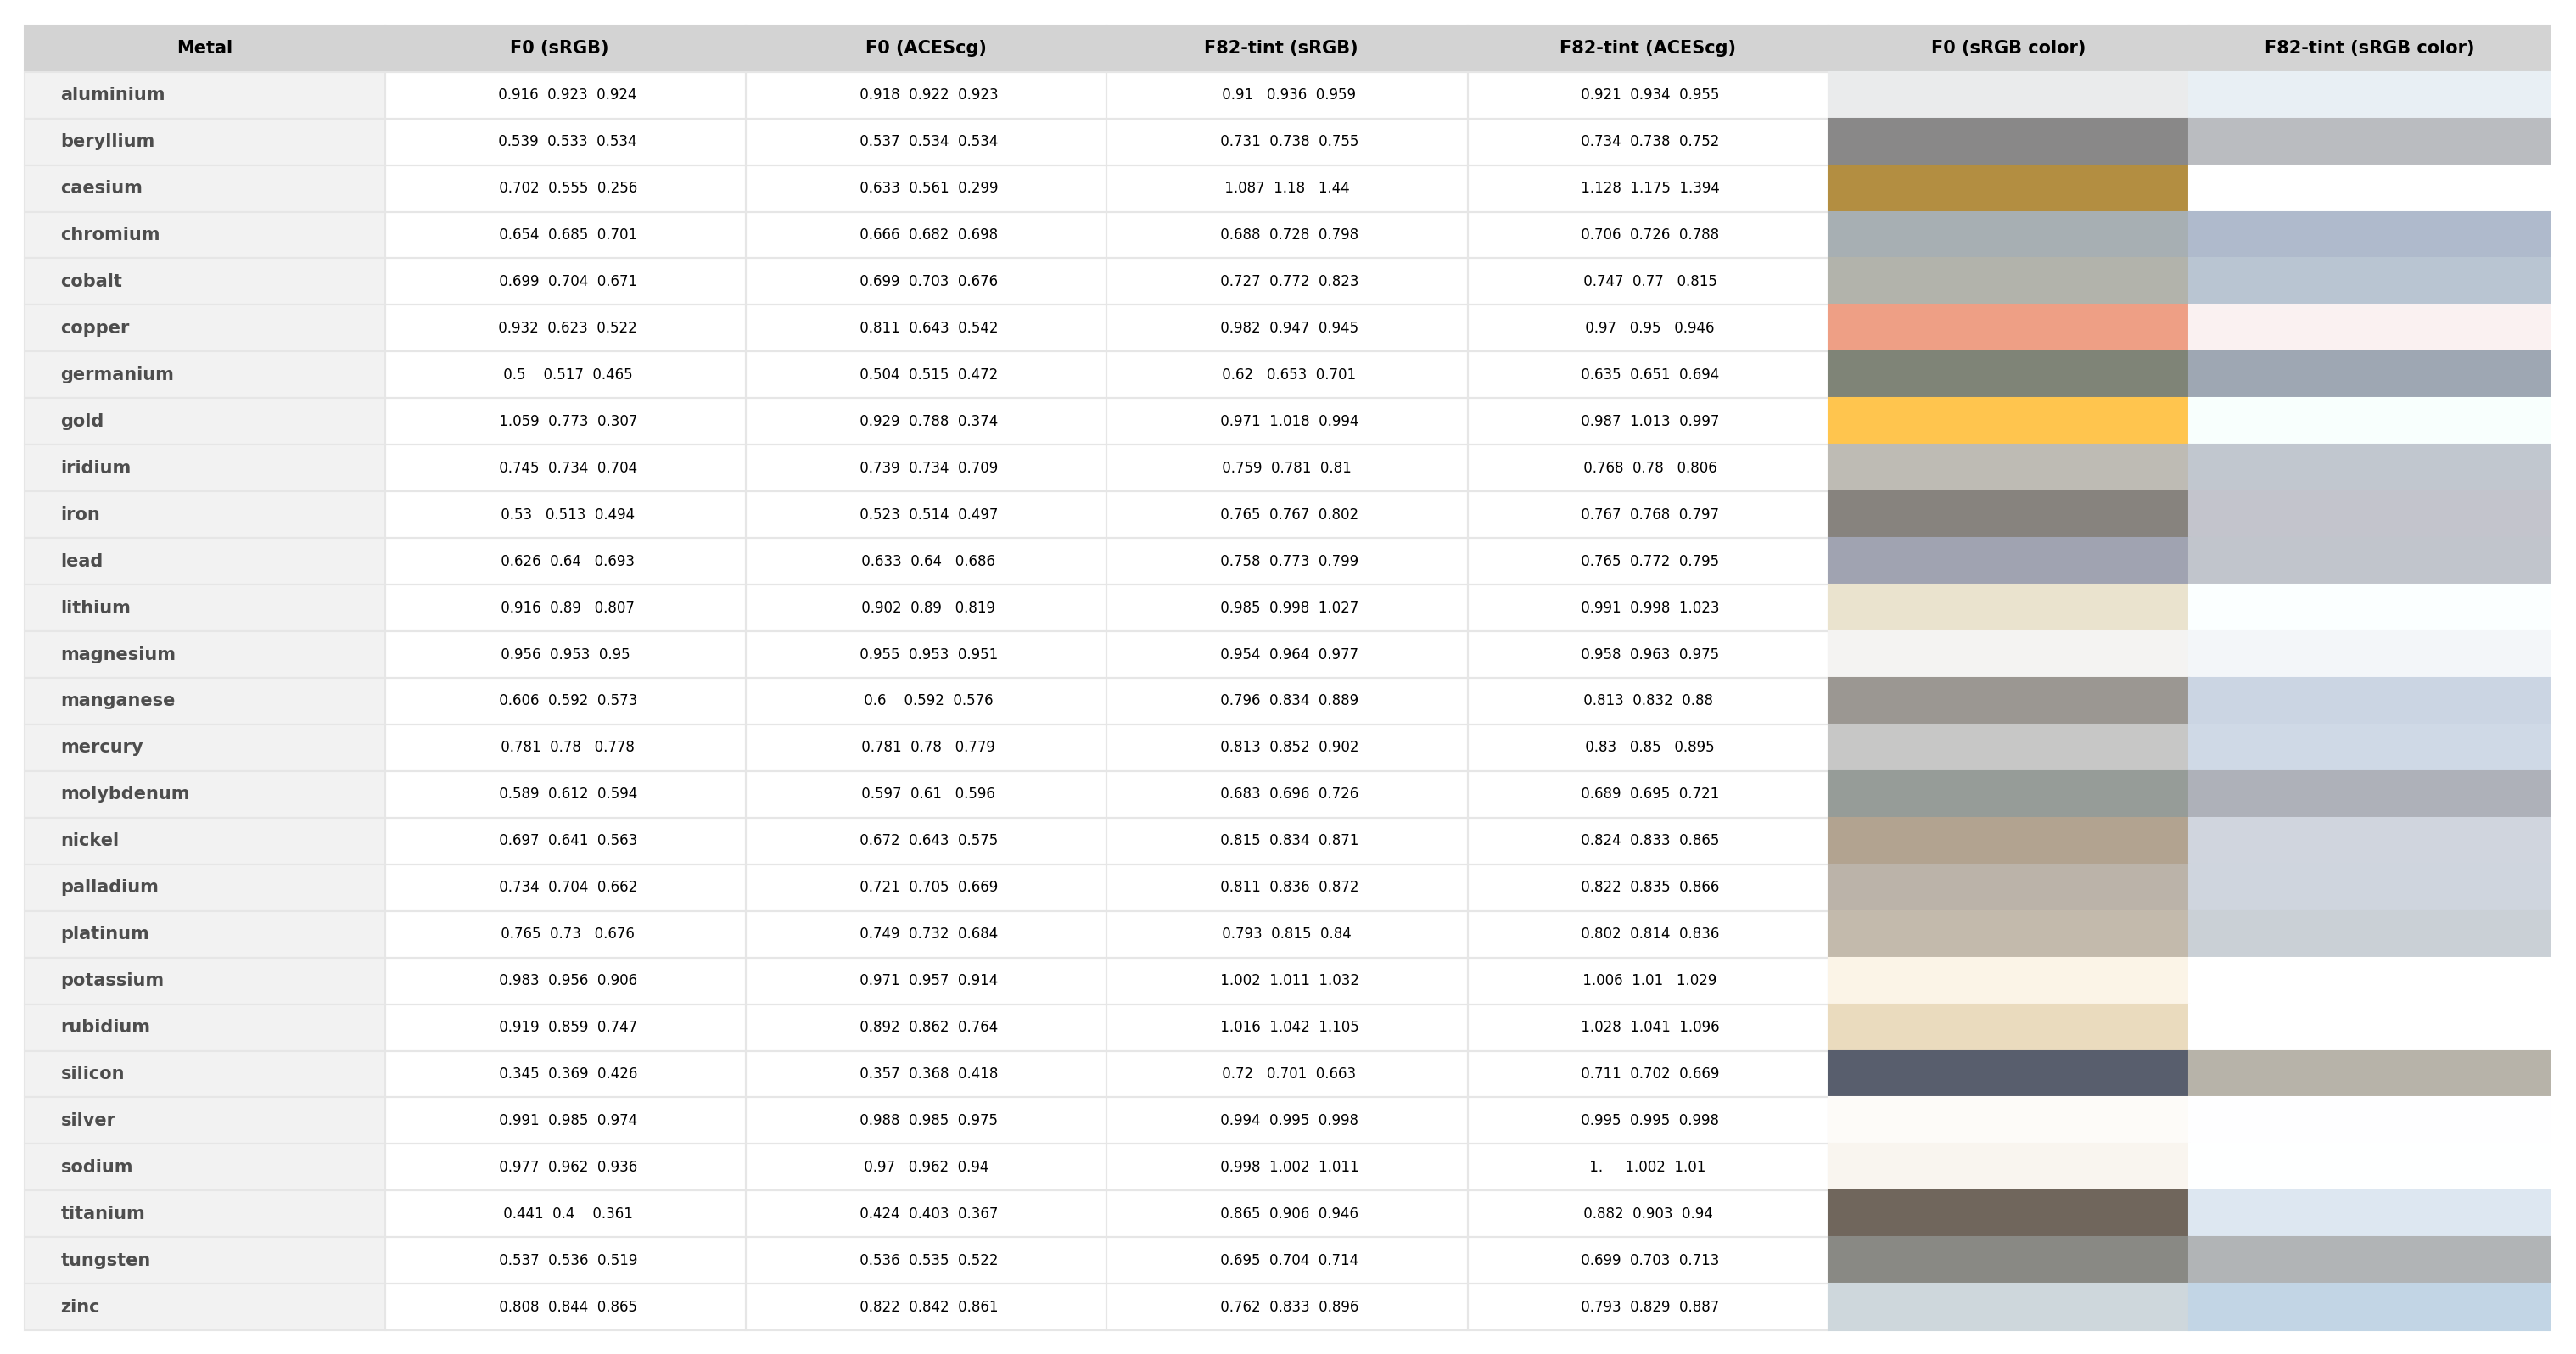 Metal F0 (sRGB) F0 (ACEScg) F82-tint (sRGB) F82-tint (ACEScg) F0 (sRGB color) F82-tint (sRGB color)
aluminium 0.916 0.923 0.924 0.918 0.922 0.923 0.91 0.936 0.959 0.921 0.934 0.955
beryllium 0.539 0.533 0.534 0.537 0.534 0.534 0.731 0.738 0.755 0.734 0.738 0.752
caesium 0.702 0.555 0.256 0.633 0.561 0.299 1.087 1.18 1.44 1.128 1.175 1.394
chromium 0.654 0.685 0.701 0.666 0.682 0.698 0.688 0.728 0.798 0.706 0.726 0.788
cobalt 0.699 0.704 0.671 0.699 0.703 0.676 0.727 0.772 0.823 0.747 0.77 0.815
copper 0.932 0.623 0.522 0.811 0.643 0.542 0.982 0.947 0.945 0.97 0.95 0.946
germanium 0.5 0.517 0.465 0.504 0.515 0.472 0.62 0.653 0.701 0.635 0.651 0.694
gold 1.059 0.773 0.307 0.929 0.788 0.374 0.971 1.018 0.994 0.987 1.013 0.997
iridium 0.745 0.734 0.704 0.739 0.734 0.709 0.759 0.781 0.81 0.768 0.78 0.806
iron 0.53 0.513 0.494 0.523 0.514 0.497 0.765 0.767 0.802 0.767 0.768 0.797
lead 0.626 0.64 0.693 0.633 0.64 0.686 0.758 0.773 0.799 0.765 0.772 0.795
lithium 0.916 0.89 0.807 0.902 0.89 0.819 0.985 0.998 1.027 0.991 0.998 1.023
magnesium 0.956 0.953 0.95 0.955 0.953 0.951 0.954 0.964 0.977 0.958 0.963 0.975
manganese 0.606 0.592 0.573 0.6 0.592 0.576 0.796 0.834 0.889 0.813 0.832 0.88
mercury 0.781 0.78 0.778 0.781 0.78 0.779 0.813 0.852 0.902 0.83 0.85 0.895
molybdenum 0.589 0.612 0.594 0.597 0.61 0.596 0.683 0.696 0.726 0.689 0.695 0.721
nickel 0.697 0.641 0.563 0.672 0.643 0.575 0.815 0.834 0.871 0.824 0.833 0.865
palladium 0.734 0.704 0.662 0.721 0.705 0.669 0.811 0.836 0.872 0.822 0.835 0.866
platinum 0.765 0.73 0.676 0.749 0.732 0.684 0.793 0.815 0.84 0.802 0.814 0.836
potassium 0.983 0.956 0.906 0.971 0.957 0.914 1.002 1.011 1.032 1.006 1.01 1.029
rubidium 0.919 0.859 0.747 0.892 0.862 0.764 1.016 1.042 1.105 1.028 1.041 1.096
silicon 0.345 0.369 0.426 0.357 0.368 0.418 0.72 0.701 0.663 0.711 0.702 0.669
silver 0.991 0.985 0.974 0.988 0.985 0.975 0.994 0.995 0.998 0.995 0.995 0.998
sodium 0.977 0.962 0.936 0.97 0.962 0.94 0.998 1.002 1.011 1. 1.002 1.01
titanium 0.441 0.4 0.361 0.424 0.403 0.367 0.865 0.906 0.946 0.882 0.903 0.94
tungsten 0.537 0.536 0.519 0.536 0.535 0.522 0.695 0.704 0.714 0.699 0.703 0.713
zinc 0.808 0.844 0.865 0.822 0.842 0.861 0.762 0.833 0.896 0.793 0.829 0.887